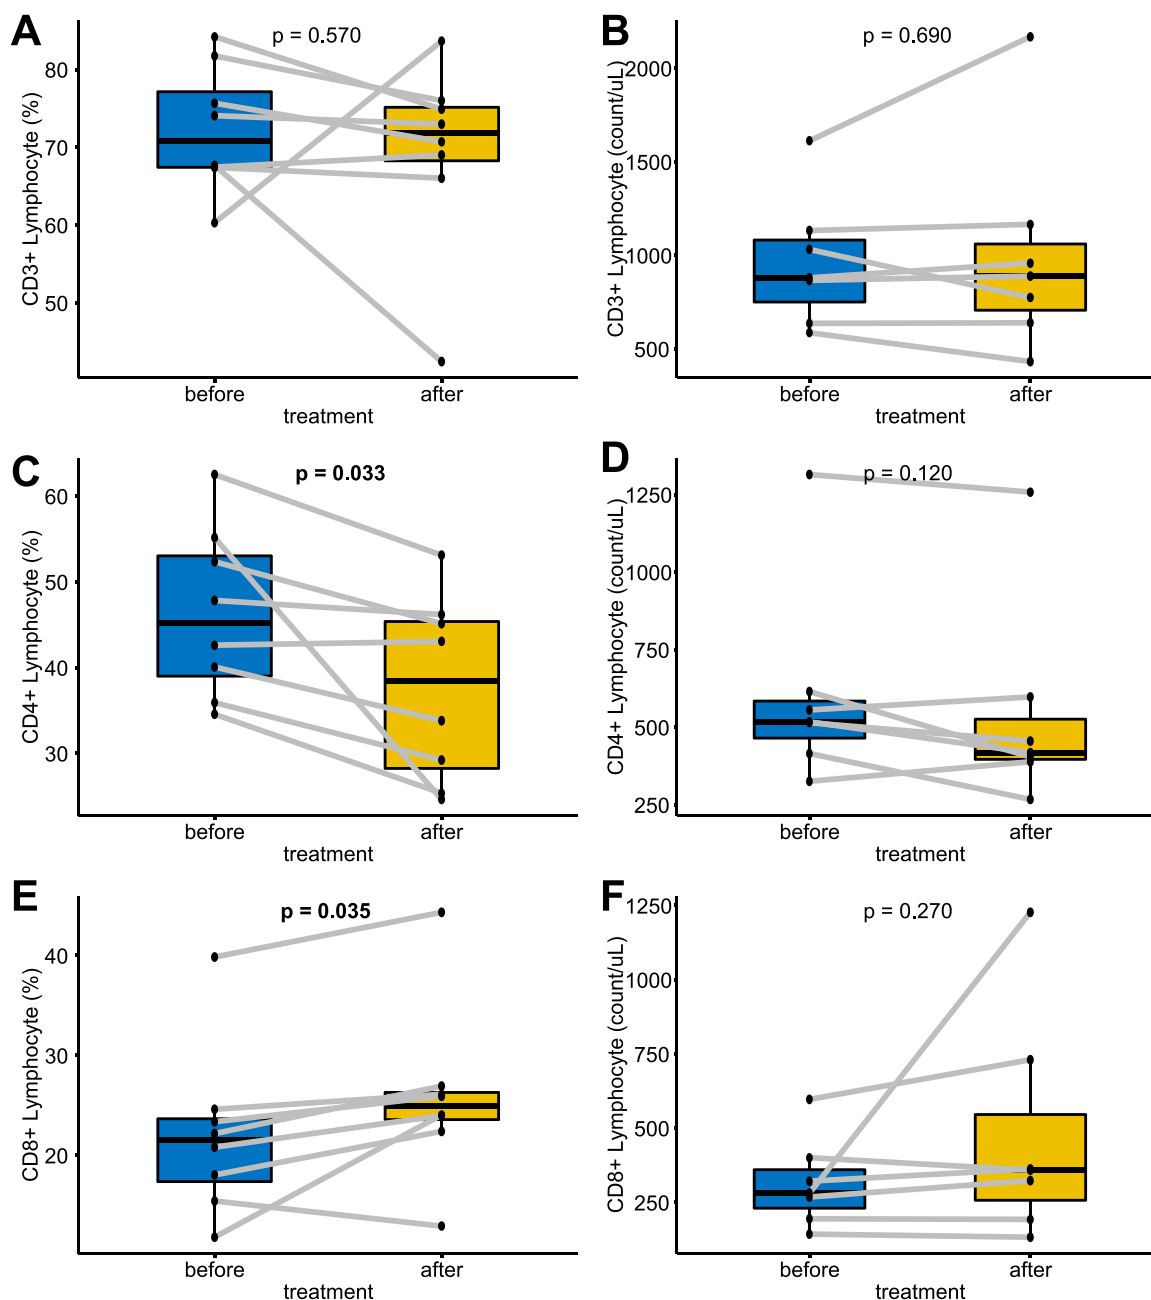 A
p = 0.570
CD3+ Lymphocyte (%)
80
70
60
50
before
after
treatment
B
p = 0.690
CD3+ Lymphocyte (count/uL)
2000
1500
1000
500
before
after
treatment
C
p = 0.033
CD4+ Lymphocyte (%)
60
50
40
30
before
after
treatment
D
p = 0.120
CD4+ Lymphocyte (count/uL)
1250
1000
750
500
250
before
after
treatment
E
p = 0.035
CD8+ Lymphocyte (%)
40
30
20
before
after
treatment
F
p = 0.270
CD8+ Lymphocyte (count/uL)
1250
1000
750
500
250
before
after
treatment